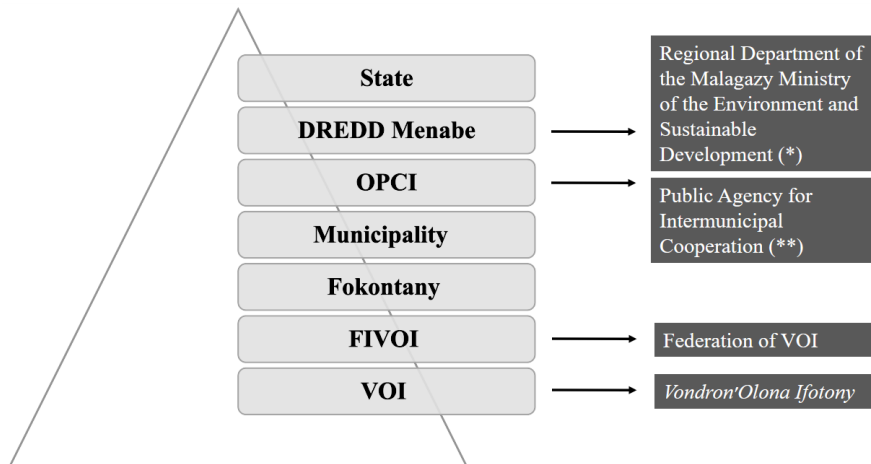 State
DREDD Menabe
OPCI
Municipality
Fokontany
FIVOI
VOI
Regional Department of
the Malagazy Ministry
of the Environment and
Sustainable
Development (*)
Public Agency for
Intermunicipal
Cooperation (**)
Federation of VOI
Vondron'Olona Ifotony